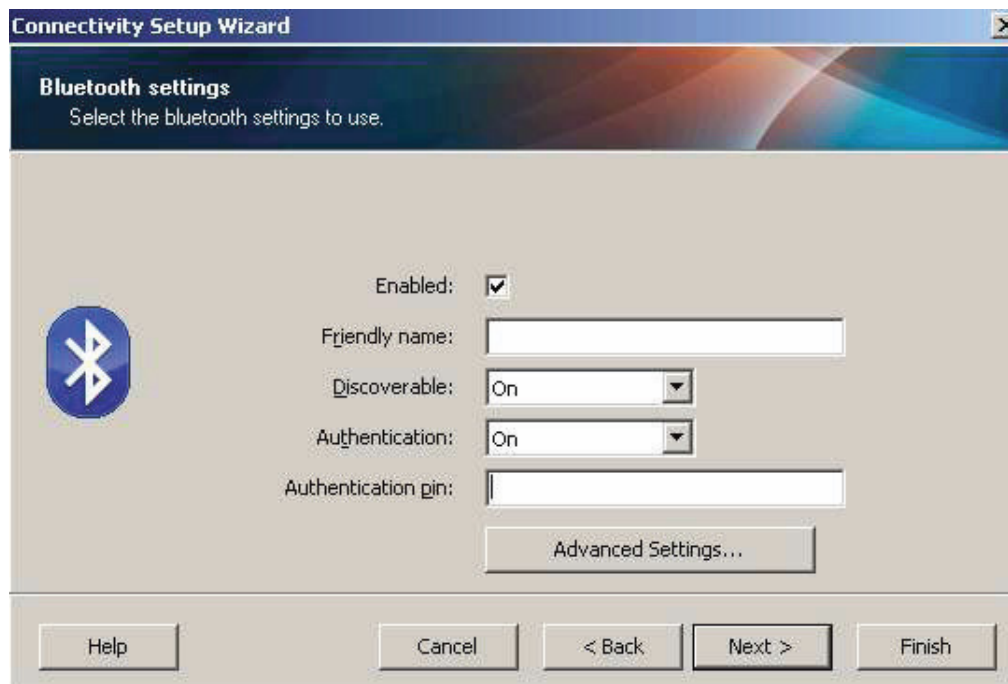 Connectivity Setup Wizard
Bluetooth settings
Select the bluetooth settings to use.
Enabled:
Friendly name:
Discoverable: On
Authentication: On
Authentication pin:
Advanced Settings...
Help Cancel < Back Next > Finish